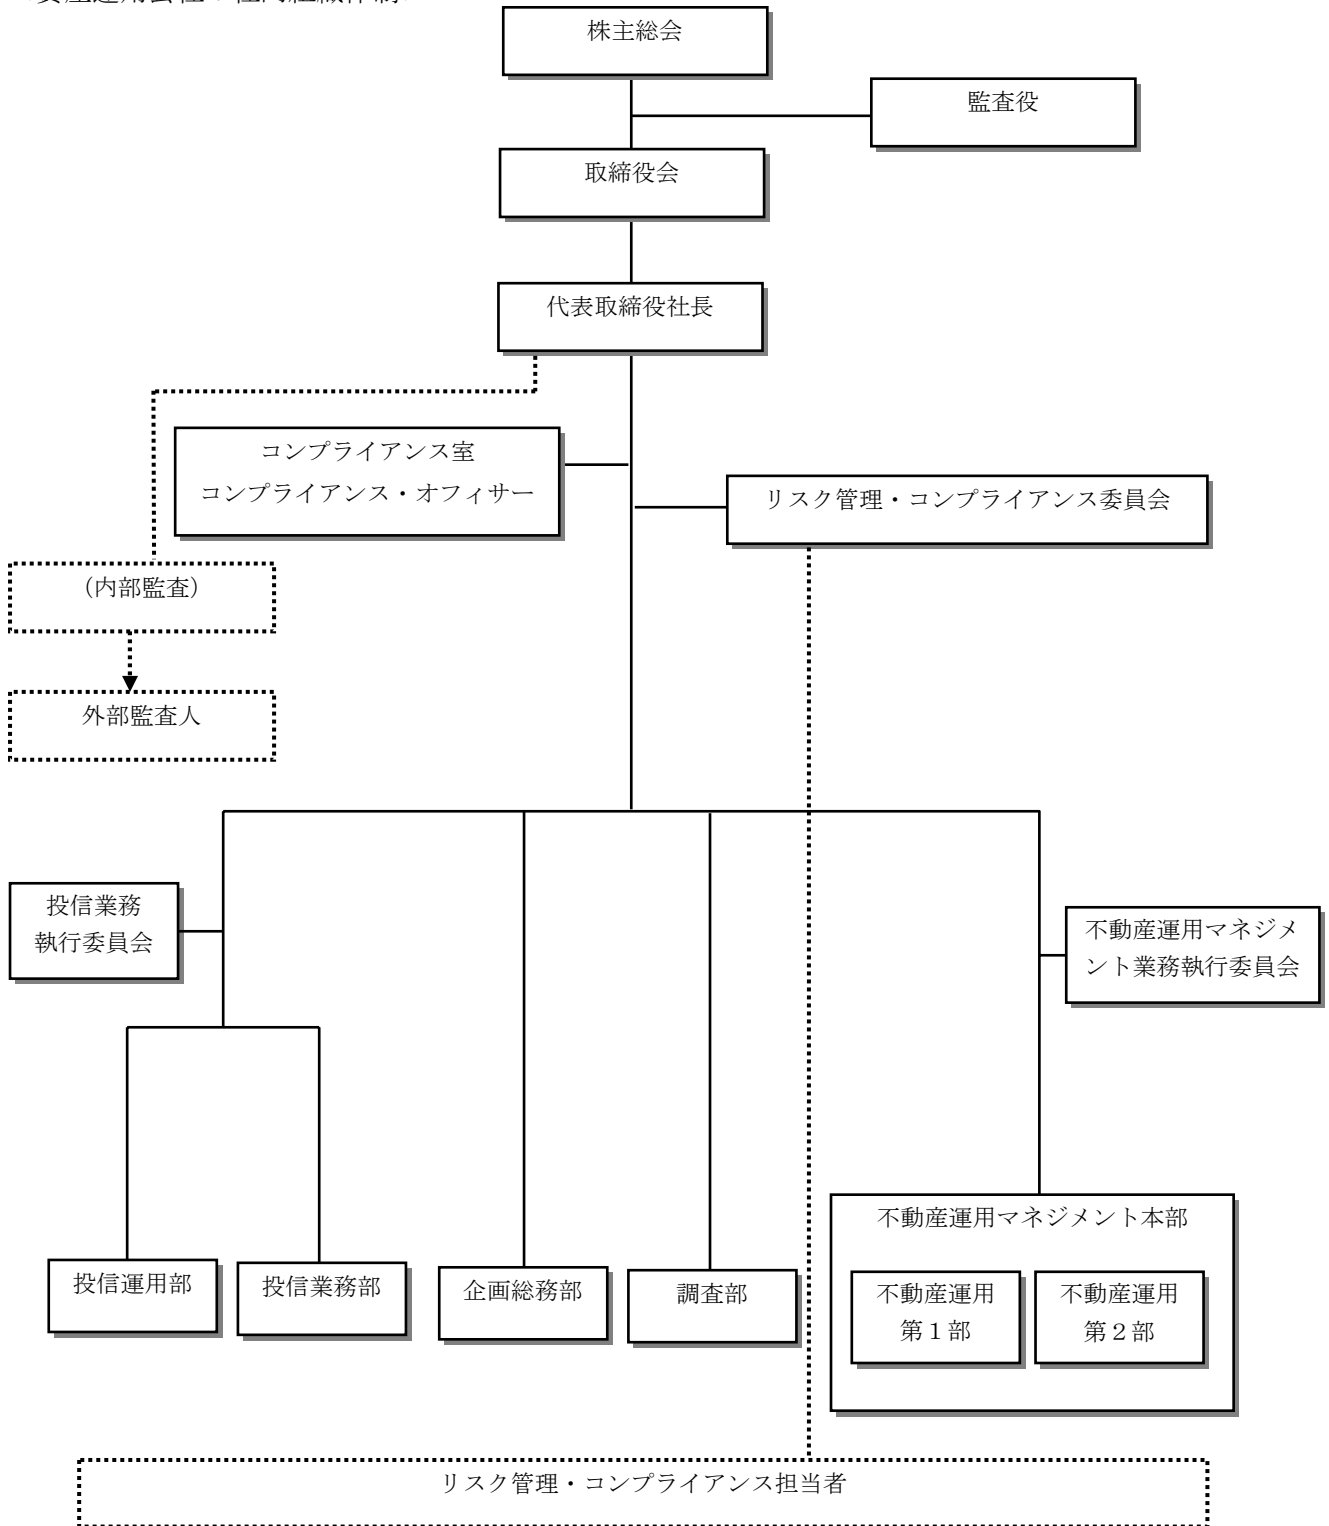 株主総会
監査役
取締役会
代表取締役社長
コンプライアンス室
コンプライアンス・オフィサー
リスク管理・コンプライアンス委員会
（内部監査）
外部監査人
投信業務
執行委員会
不動産運用マネジメ
ント業務執行委員会
不動産運用マネジメント本部
投信運用部
投信業務部
企画総務部
調査部
不動産運用
第１部
不動産運用
第２部
リスク管理・コンプライアンス担当者